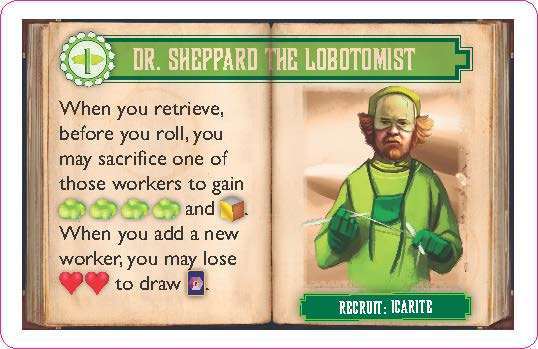 DR. SHEPPARD THE LOBOTOMIST
When you retrieve,
before you roll, you
may sacrifice one of
those workers to gain
and .
When you add a new
worker, you may lose
to draw .
RECRUIT: ICARITE